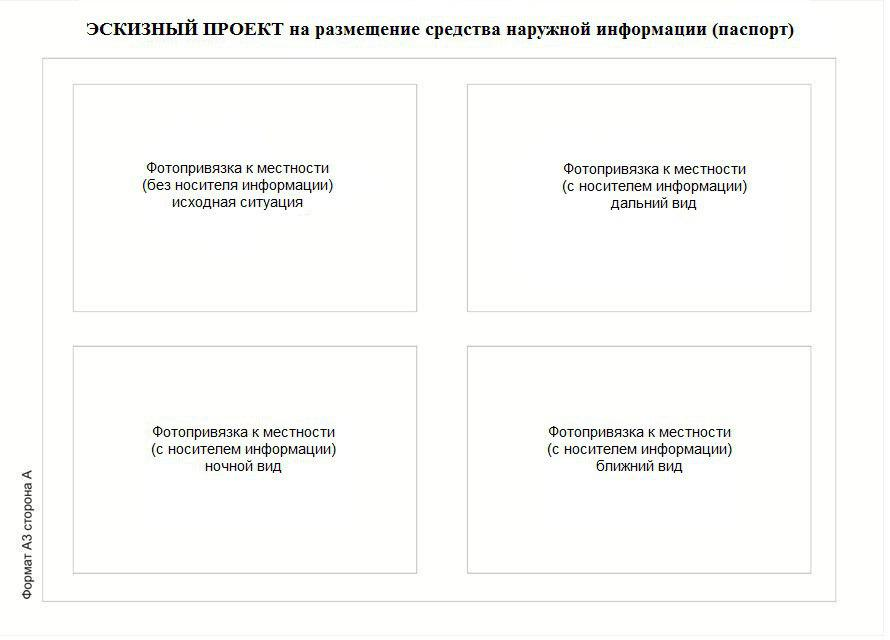 ЭСКИЗНЫЙ ПРОЕКТ на размещение средства наружной информации (паспорт)
Фотопривязка к местности
(без носителя информации)
исходная ситуация
Фотопривязка к местности
(с носителем информации)
дальний вид
Фотопривязка к местности
(с носителем информации)
ночной вид
Фотопривязка к местности
(с носителем информации)
ближний вид
Формат А3 сторона А